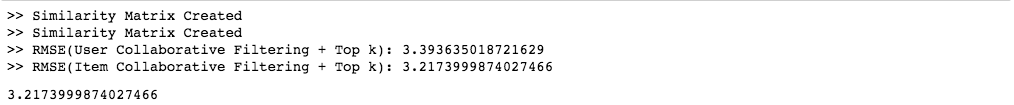 >> Similarity Matrix Created
>> Similarity Matrix Created
>> RMSE(User Collaborative Filtering + Top k): 3.393635018721629
>> RMSE(Item Collaborative Filtering + Top k): 3.2173999874027466
3.2173999874027466